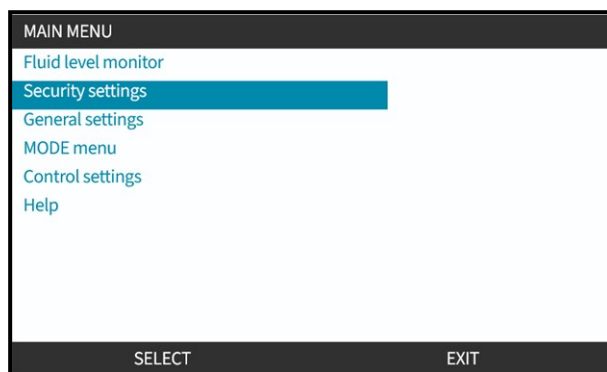 MAIN MENU
Fluid level monitor
Security settings
General settings
MODE menu
Control settings
Help
SELECT EXIT